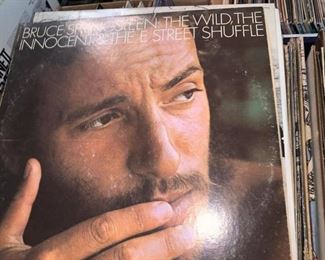 BRUCE SPRINGSTEEN: THE WILD, THE
INNOCENT & THE E STREET SHUFFLE